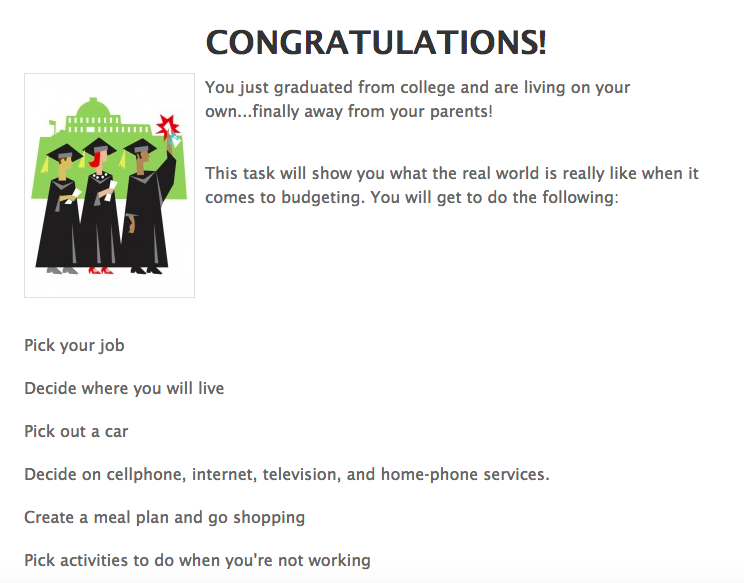 CONGRATULATIONS!
You just graduated from college and are living on your
own...finally away from your parents!
This task will show you what the real world is really like when it
comes to budgeting. You will get to do the following:
Pick your job
Decide where you will live
Pick out a car
Decide on cellphone, internet, television, and home-phone services.
Create a meal plan and go shopping
Pick activities to do when you're not working